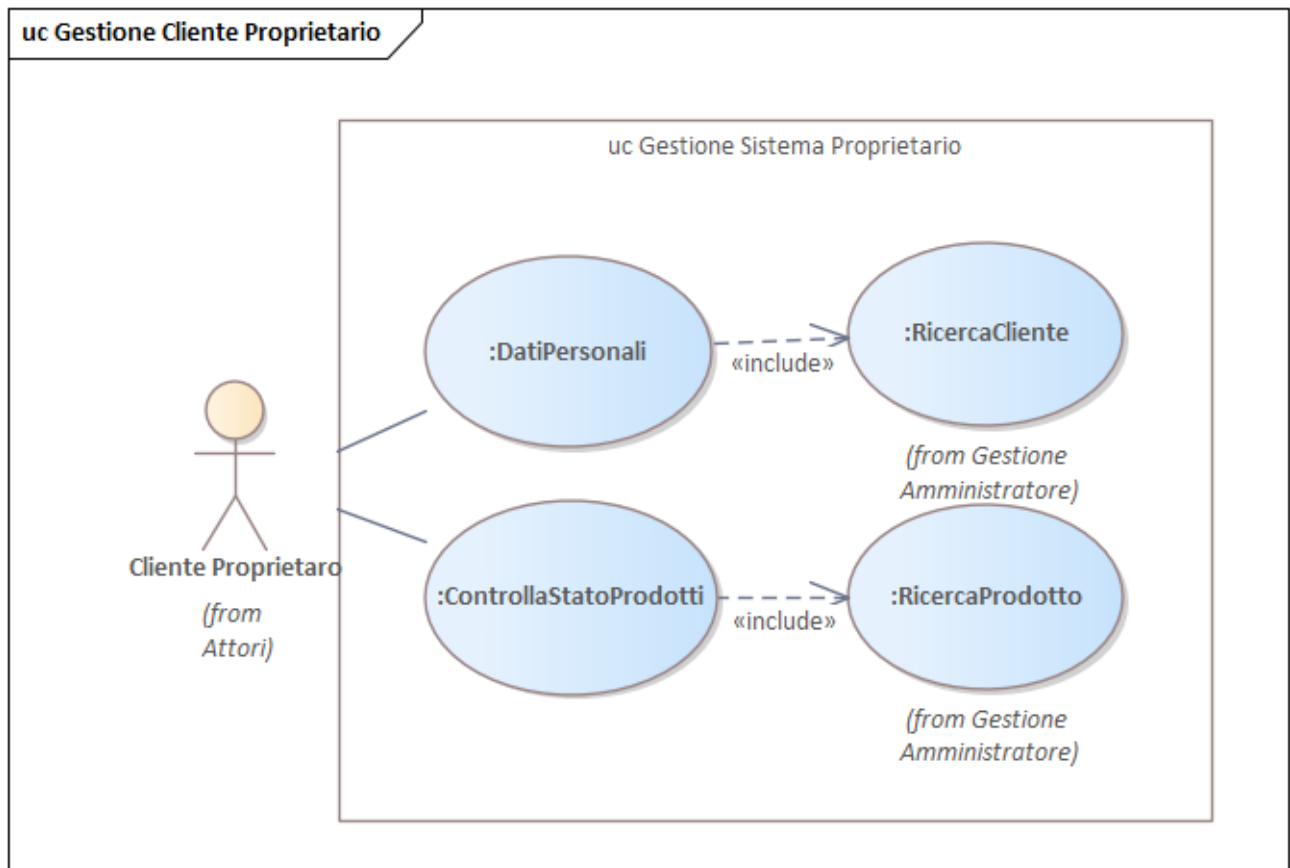 uc Gestione Cliente Proprietario
uc Gestione Sistema Proprietario
:DatiPersonali
«include»
:RicercaCliente
(from Gestione
Amministratore)
Cliente Proprietaro
(from
Attori)
:ControllaStatoProdotti
«include»
:RicercaProdotto
(from Gestione
Amministratore)